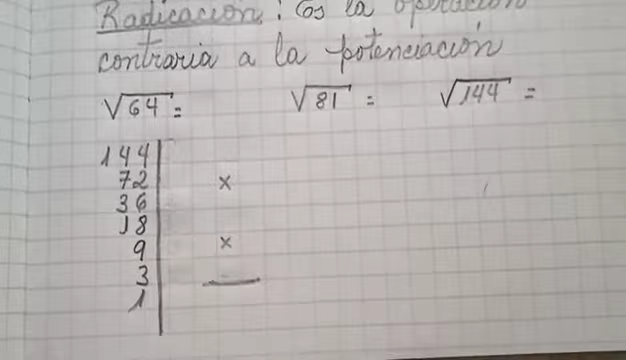 Radicación: Es la operación
contraria a la potenciación
√64 = √81 = √144 =
144
72 x
36
18
9 x
3
1